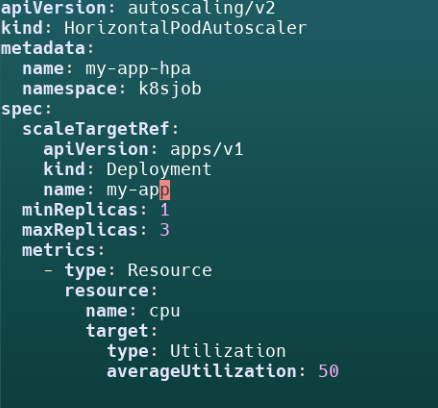 apiVersion: autoscaling/v2
kind: HorizontalPodAutoscaler
metadata:
  name: my-app-hpa
  namespace: k8sjob
spec:
  scaleTargetRef:
    apiVersion: apps/v1
    kind: Deployment
    name: my-app
  minReplicas: 1
  maxReplicas: 3
  metrics:
    - type: Resource
      resource:
        name: cpu
        target:
          type: Utilization
          averageUtilization: 50